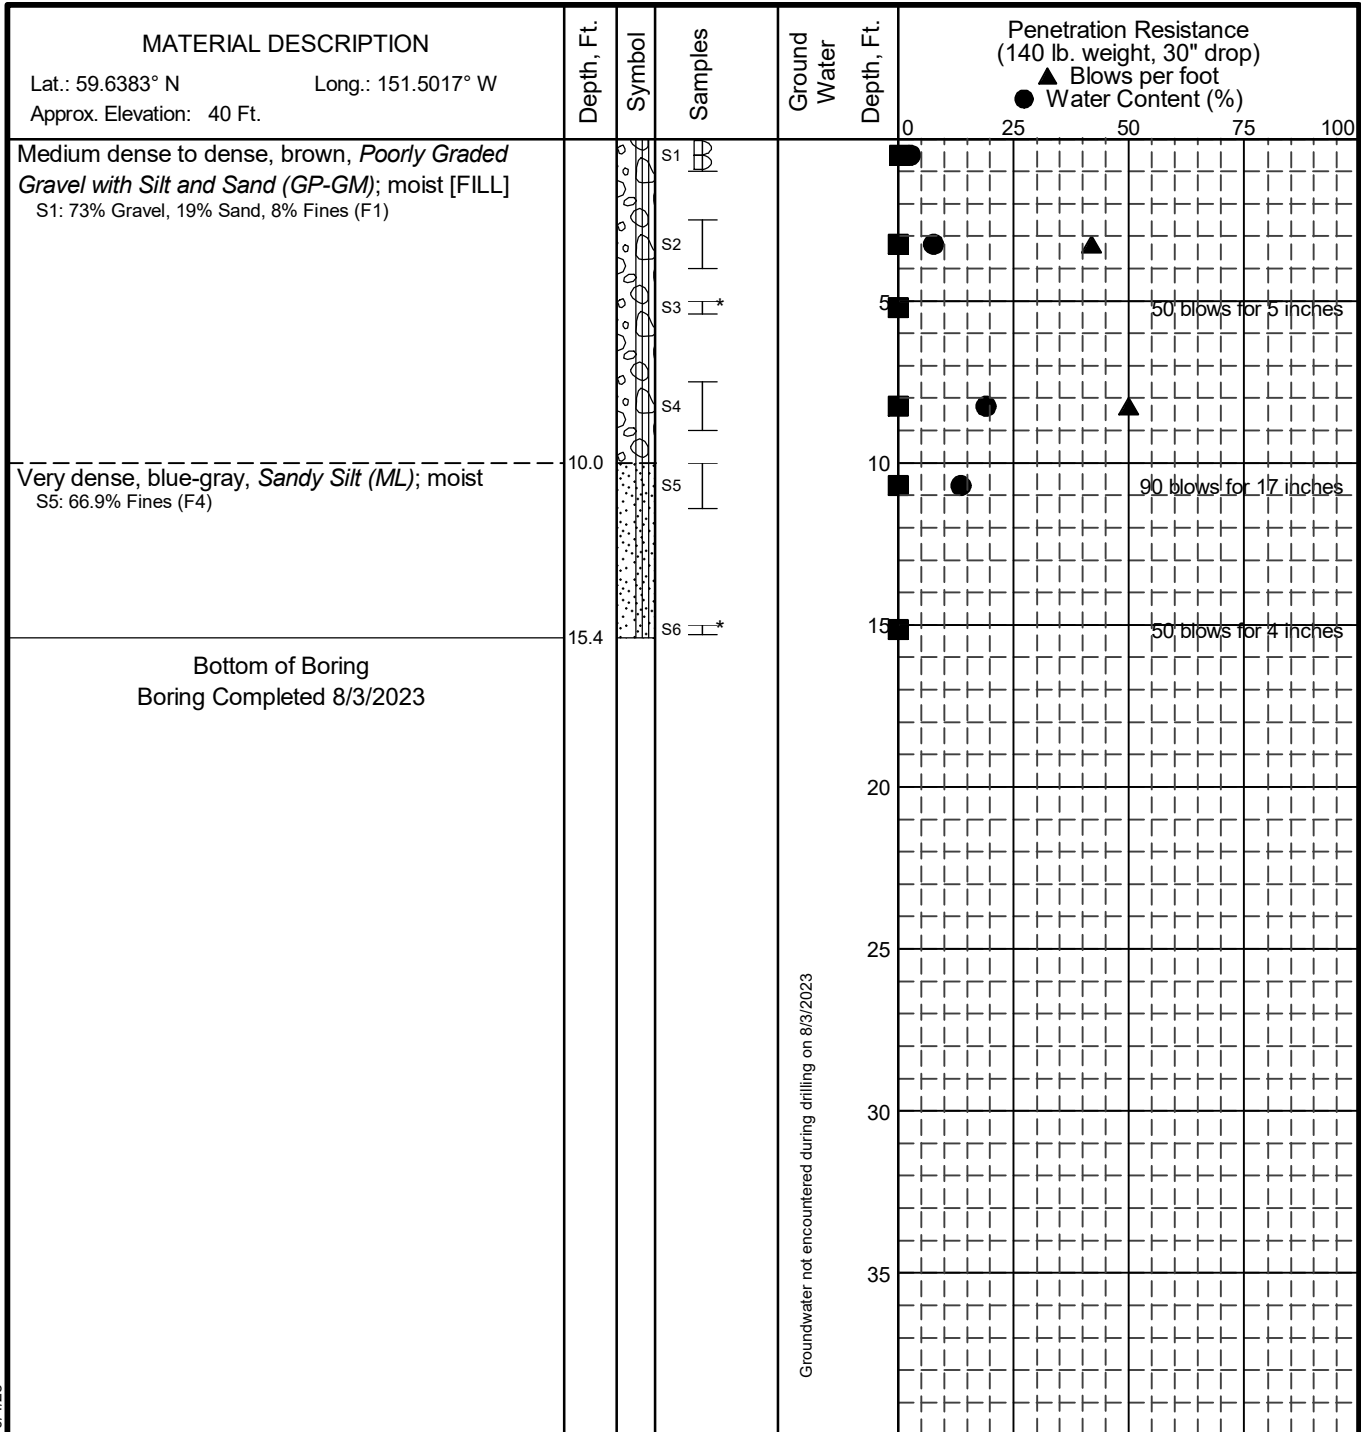 MATERIAL DESCRIPTION
Lat.: 59.6383° N Long.: 151.5017° W
Approx. Elevation: 40 Ft.
Depth, Ft.
Symbol
Samples
Ground
Water
Depth, Ft.
Penetration Resistance
(140 lb. weight, 30" drop)
▲ Blows per foot
● Water Content (%)
0 25 50 75 100
Medium dense to dense, brown, Poorly Graded
Gravel with Silt and Sand (GP-GM); moist [FILL]
S1: 73% Gravel, 19% Sand, 8% Fines (F1)
S1
S2
S3 *
5
50 blows for 5 inches
S4
10.0
10
Very dense, blue-gray, Sandy Silt (ML); moist
S5: 66.9% Fines (F4)
S5
90 blows for 17 inches
S6 *
15
50 blows for 4 inches
15.4
Bottom of Boring
Boring Completed 8/3/2023
20
25
30
35
Groundwater not encountered during drilling on 8/3/2023